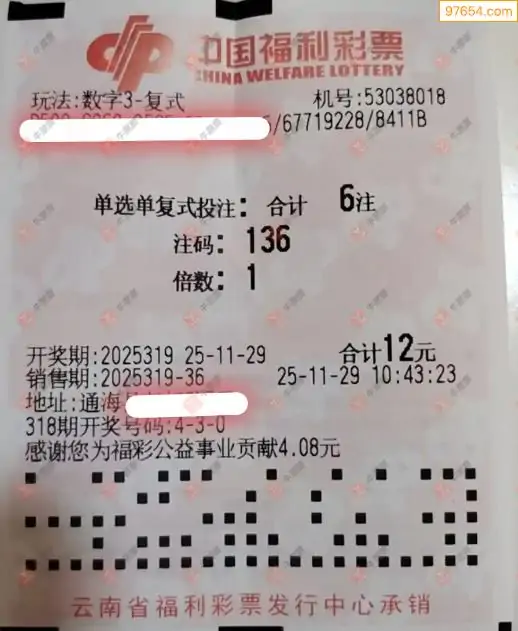 97654.com
中国福利彩票
CHINA WELFARE LOTTERY
玩法:数字3-复式 机号:53038018
/67719228/8411B
单选单复式投注: 合计 6注
注码: 136
倍数: 1
开奖期:2025319 25-11-29 合计12元
销售期:2025319-36 25-11-29 10:43:23
地址:通海
318期开奖号码:4-3-0
感谢您为福彩公益事业贡献4.08元
云南省福利彩票发行中心承销